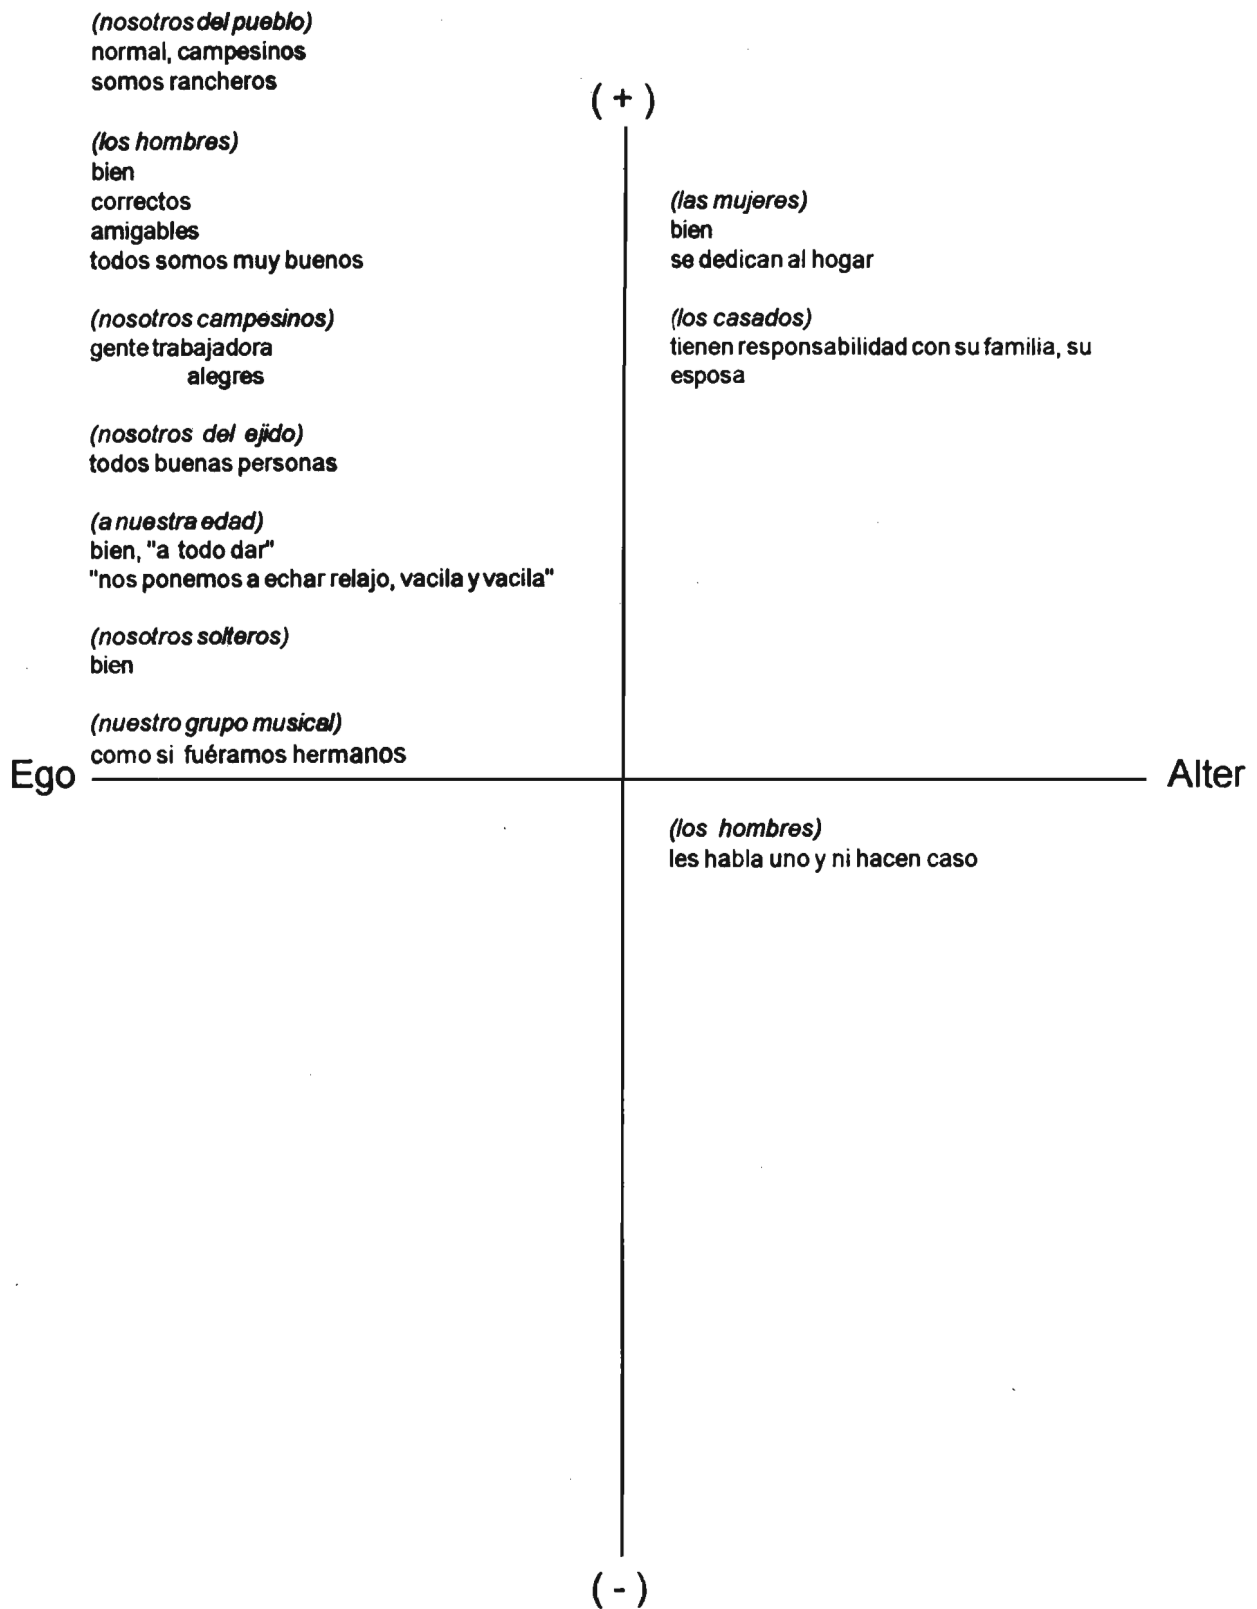 (nosotros del pueblo)
normal, campesinos
somos rancheros
(+)
(los hombres)
bien
correctos
amigables
todos somos muy buenos
(las mujeres)
bien
se dedican al hogar
(nosotros campesinos)
gente trabajadora
alegres
(los casados)
tienen responsabilidad con su familia, su
esposa
(nosotros del ejido)
todos buenas personas
(a nuestra edad)
bien, "a todo dar"
"nos ponemos a echar relajo, vacila y vacila"
(nosotros solteros)
bien
(nuestro grupo musical)
como si fuéramos hermanos
Ego
Alter
(los hombres)
les habla uno y ni hacen caso
(-)